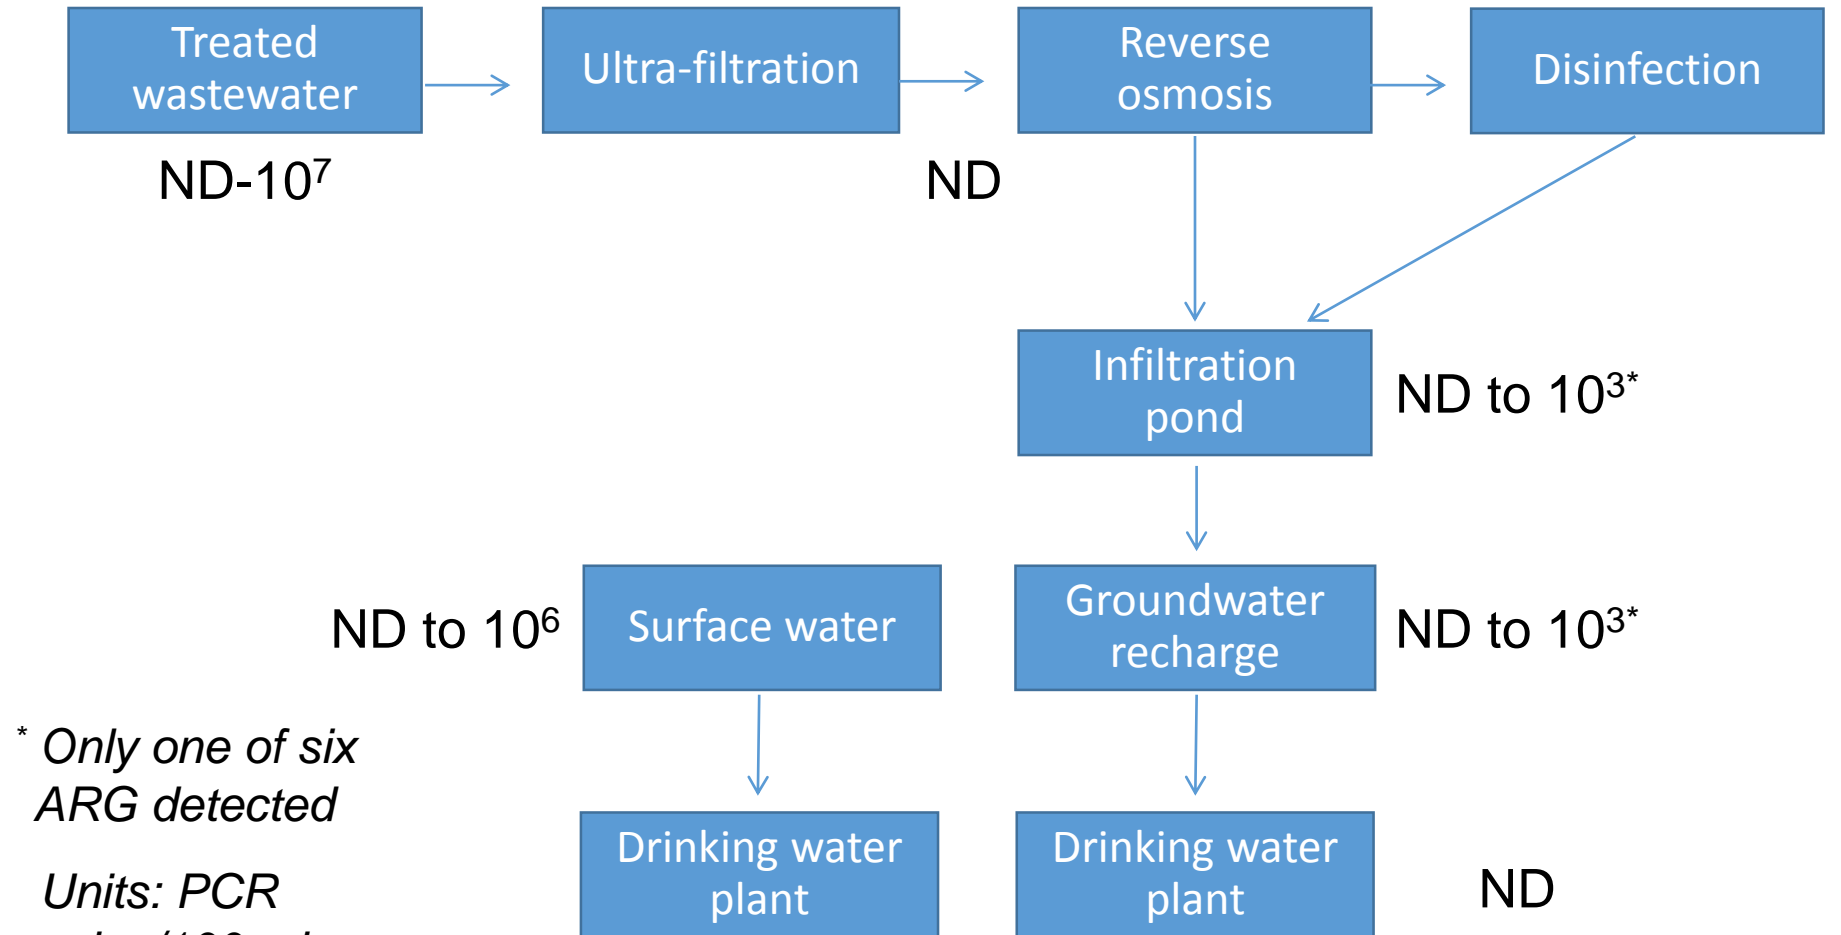 Treated
wastewater
Ultra-filtration
Reverse
osmosis
Disinfection
ND-10⁷
ND
Infiltration
pond
ND to 10³*
ND to 10⁶
Surface water
Groundwater
recharge
ND to 10³*
* Only one of six
ARG detected
Units: PCR
Drinking water
plant
Drinking water
plant
ND